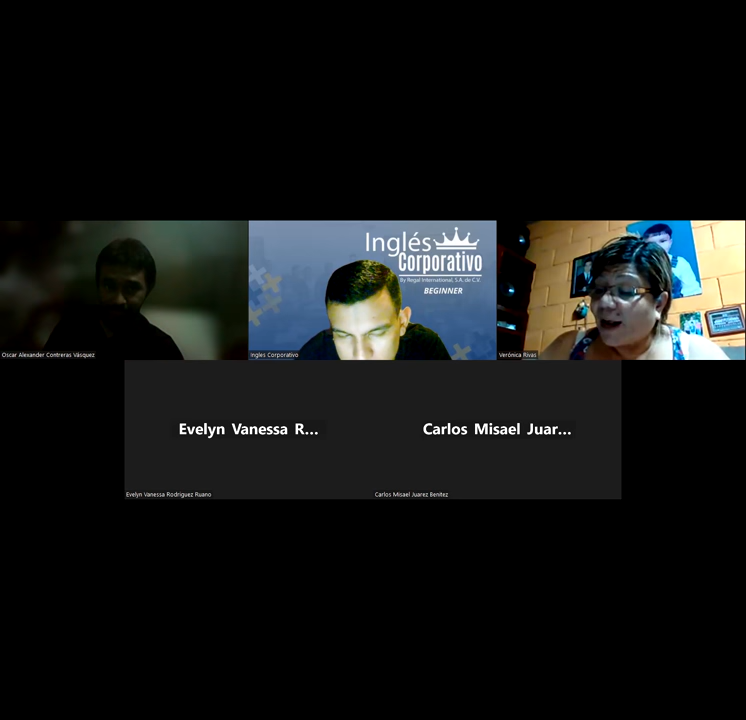 Inglés
Corporativo
By Regal International, S.A. de C.V.
BEGINNER
Oscar Alexander Contreras Vásquez
Ingles Corporativo
Verónica Rivas
Evelyn Vanessa R...
Carlos Misael Juar...
Evelyn Vanessa Rodriguez Ruano
Carlos Misael Juarez Benitez